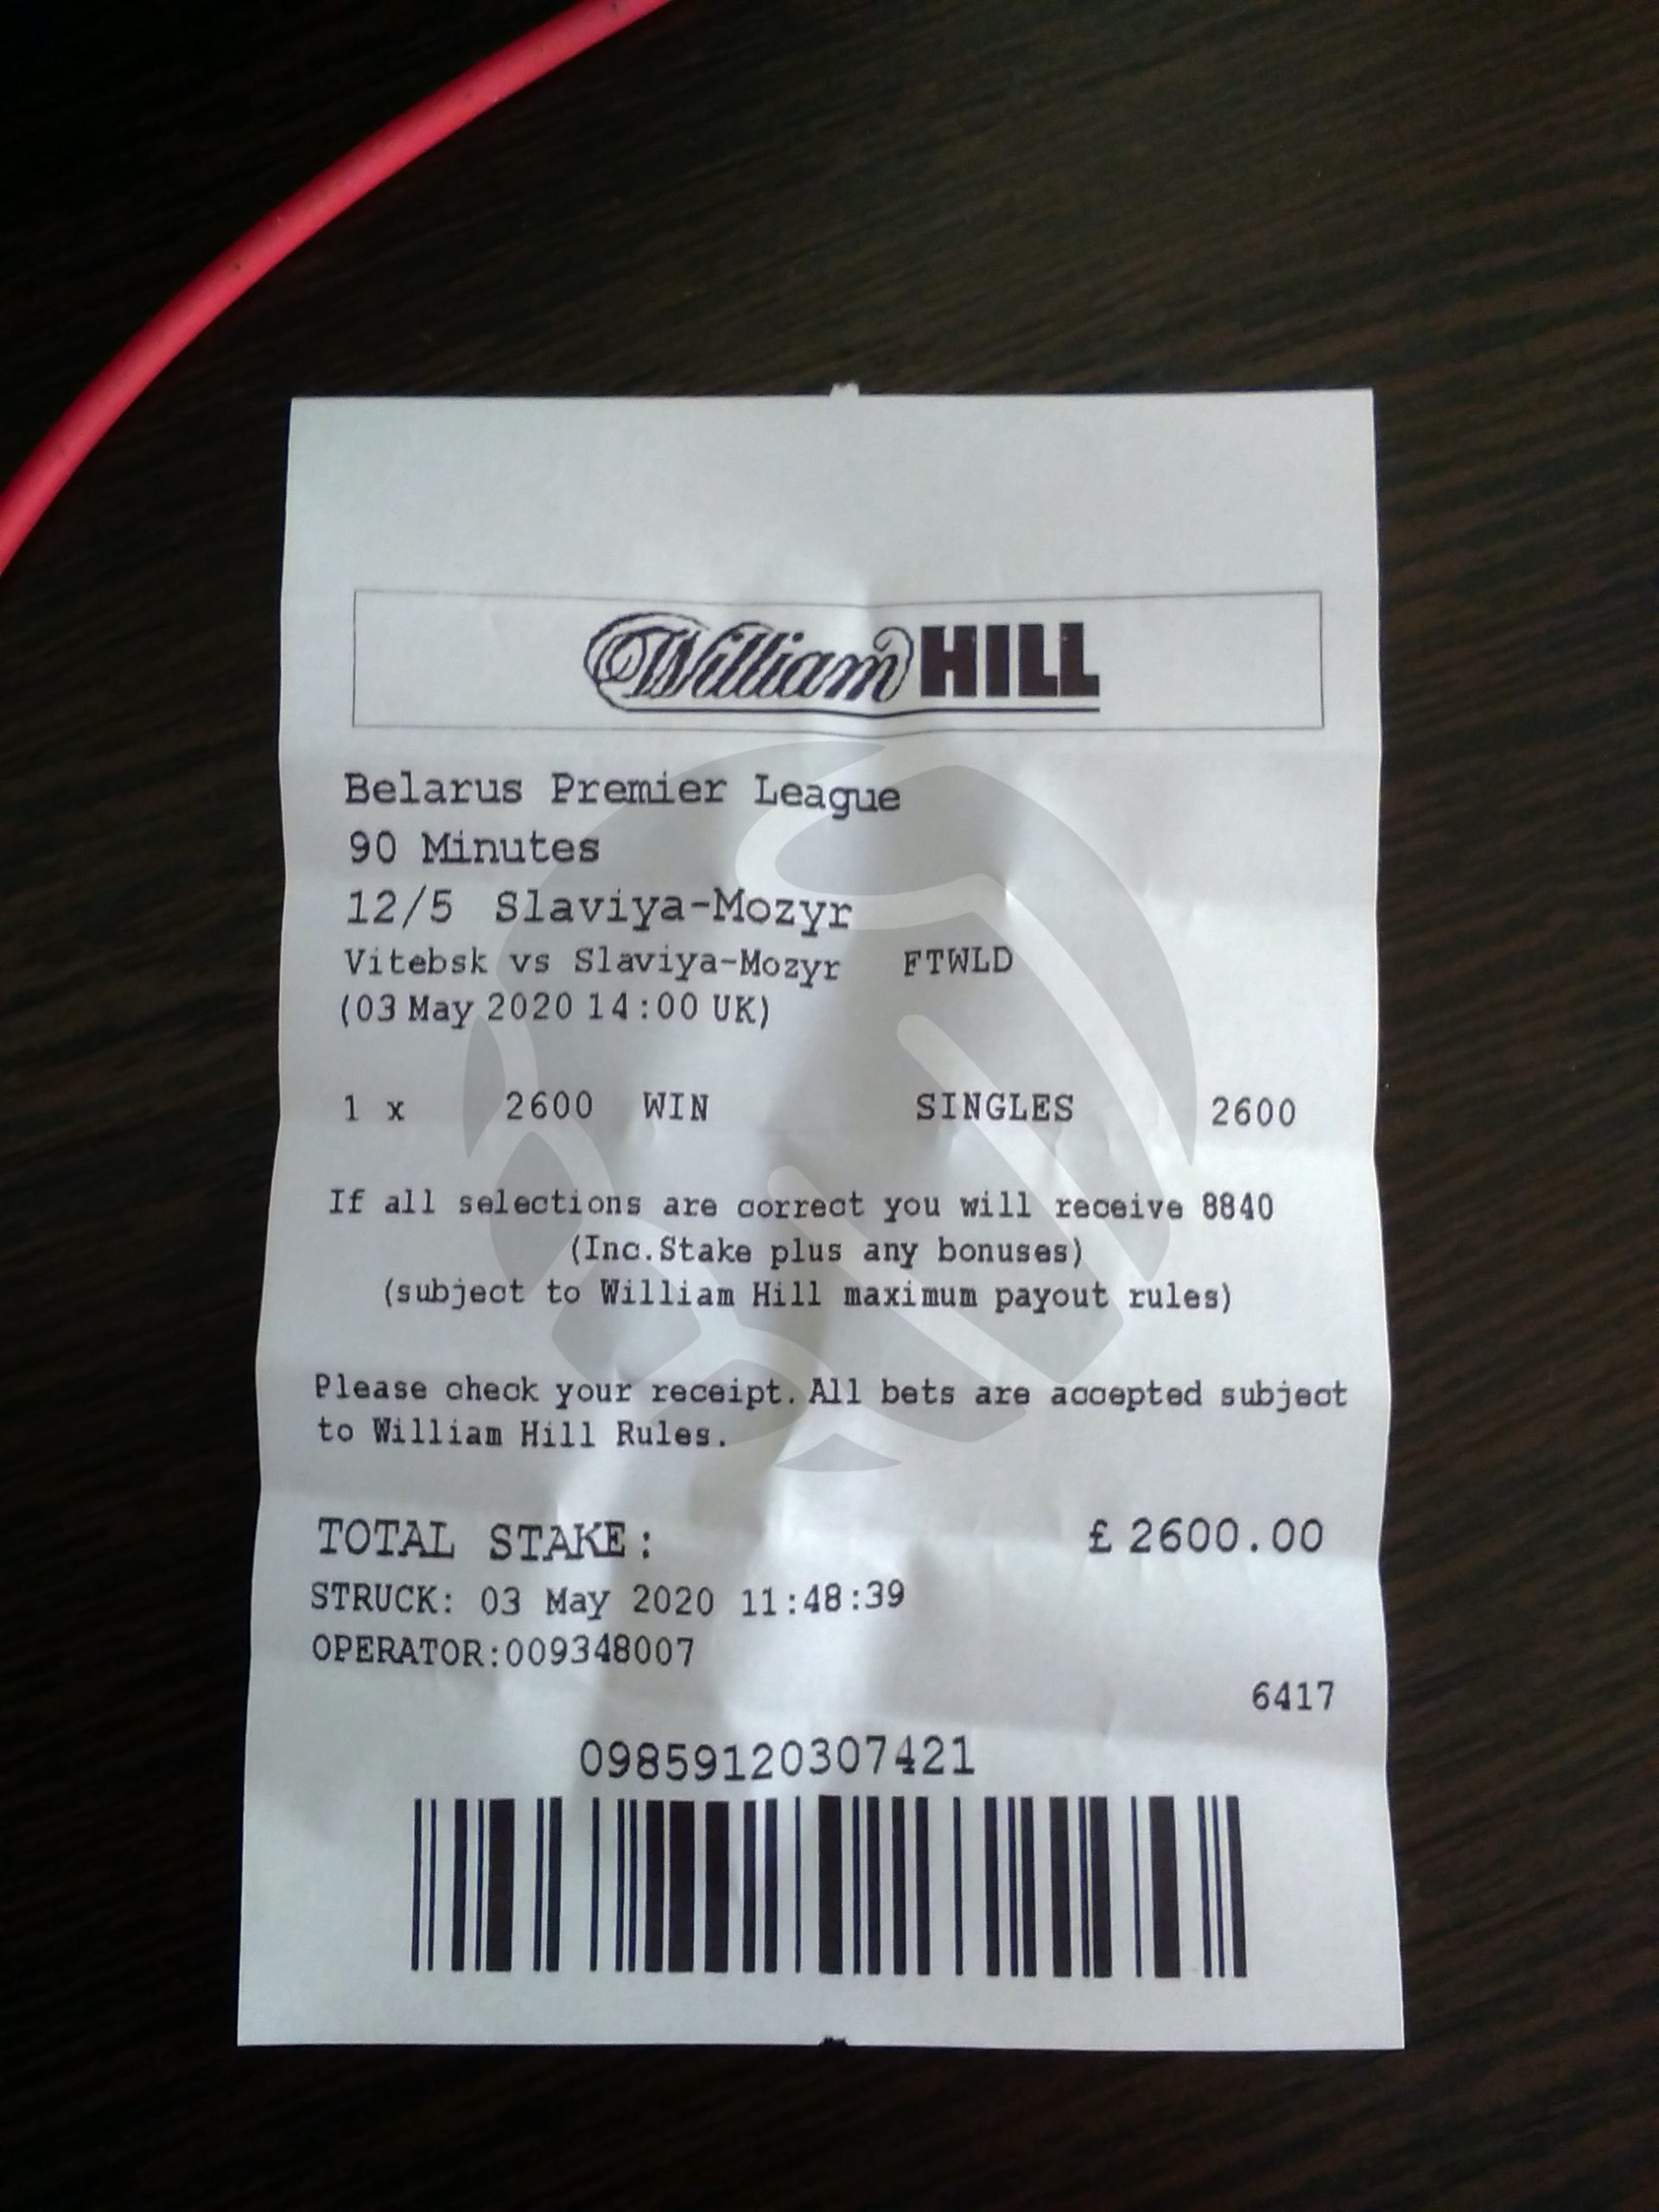 William HILL
Belarus Premier League
90 Minutes
12/5 Slaviya-Mozyr
Vitebsk vs Slaviya-Mozyr FTWLD
(03 May 2020 14:00 UK)
1 x 2600 WIN SINGLES 2600
If all selections are correct you will receive 8840
(Inc.Stake plus any bonuses)
(subject to William Hill maximum payout rules)
Please check your receipt. All bets are accepted subject
to William Hill Rules.
TOTAL STAKE: £ 2600.00
STRUCK: 03 May 2020 11:48:39
OPERATOR:009348007
6417
09859120307421